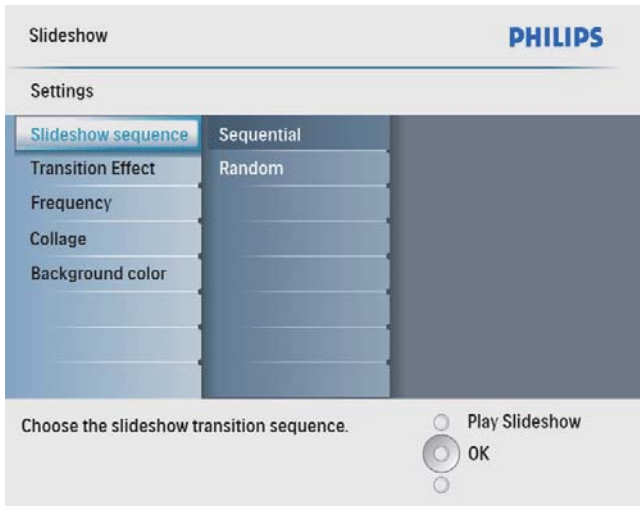 Slideshow PHILIPS
Settings
Slideshow sequence Sequential
Transition Effect Random
Frequency
Collage
Background color
Choose the slideshow transition sequence. Play Slideshow
OK